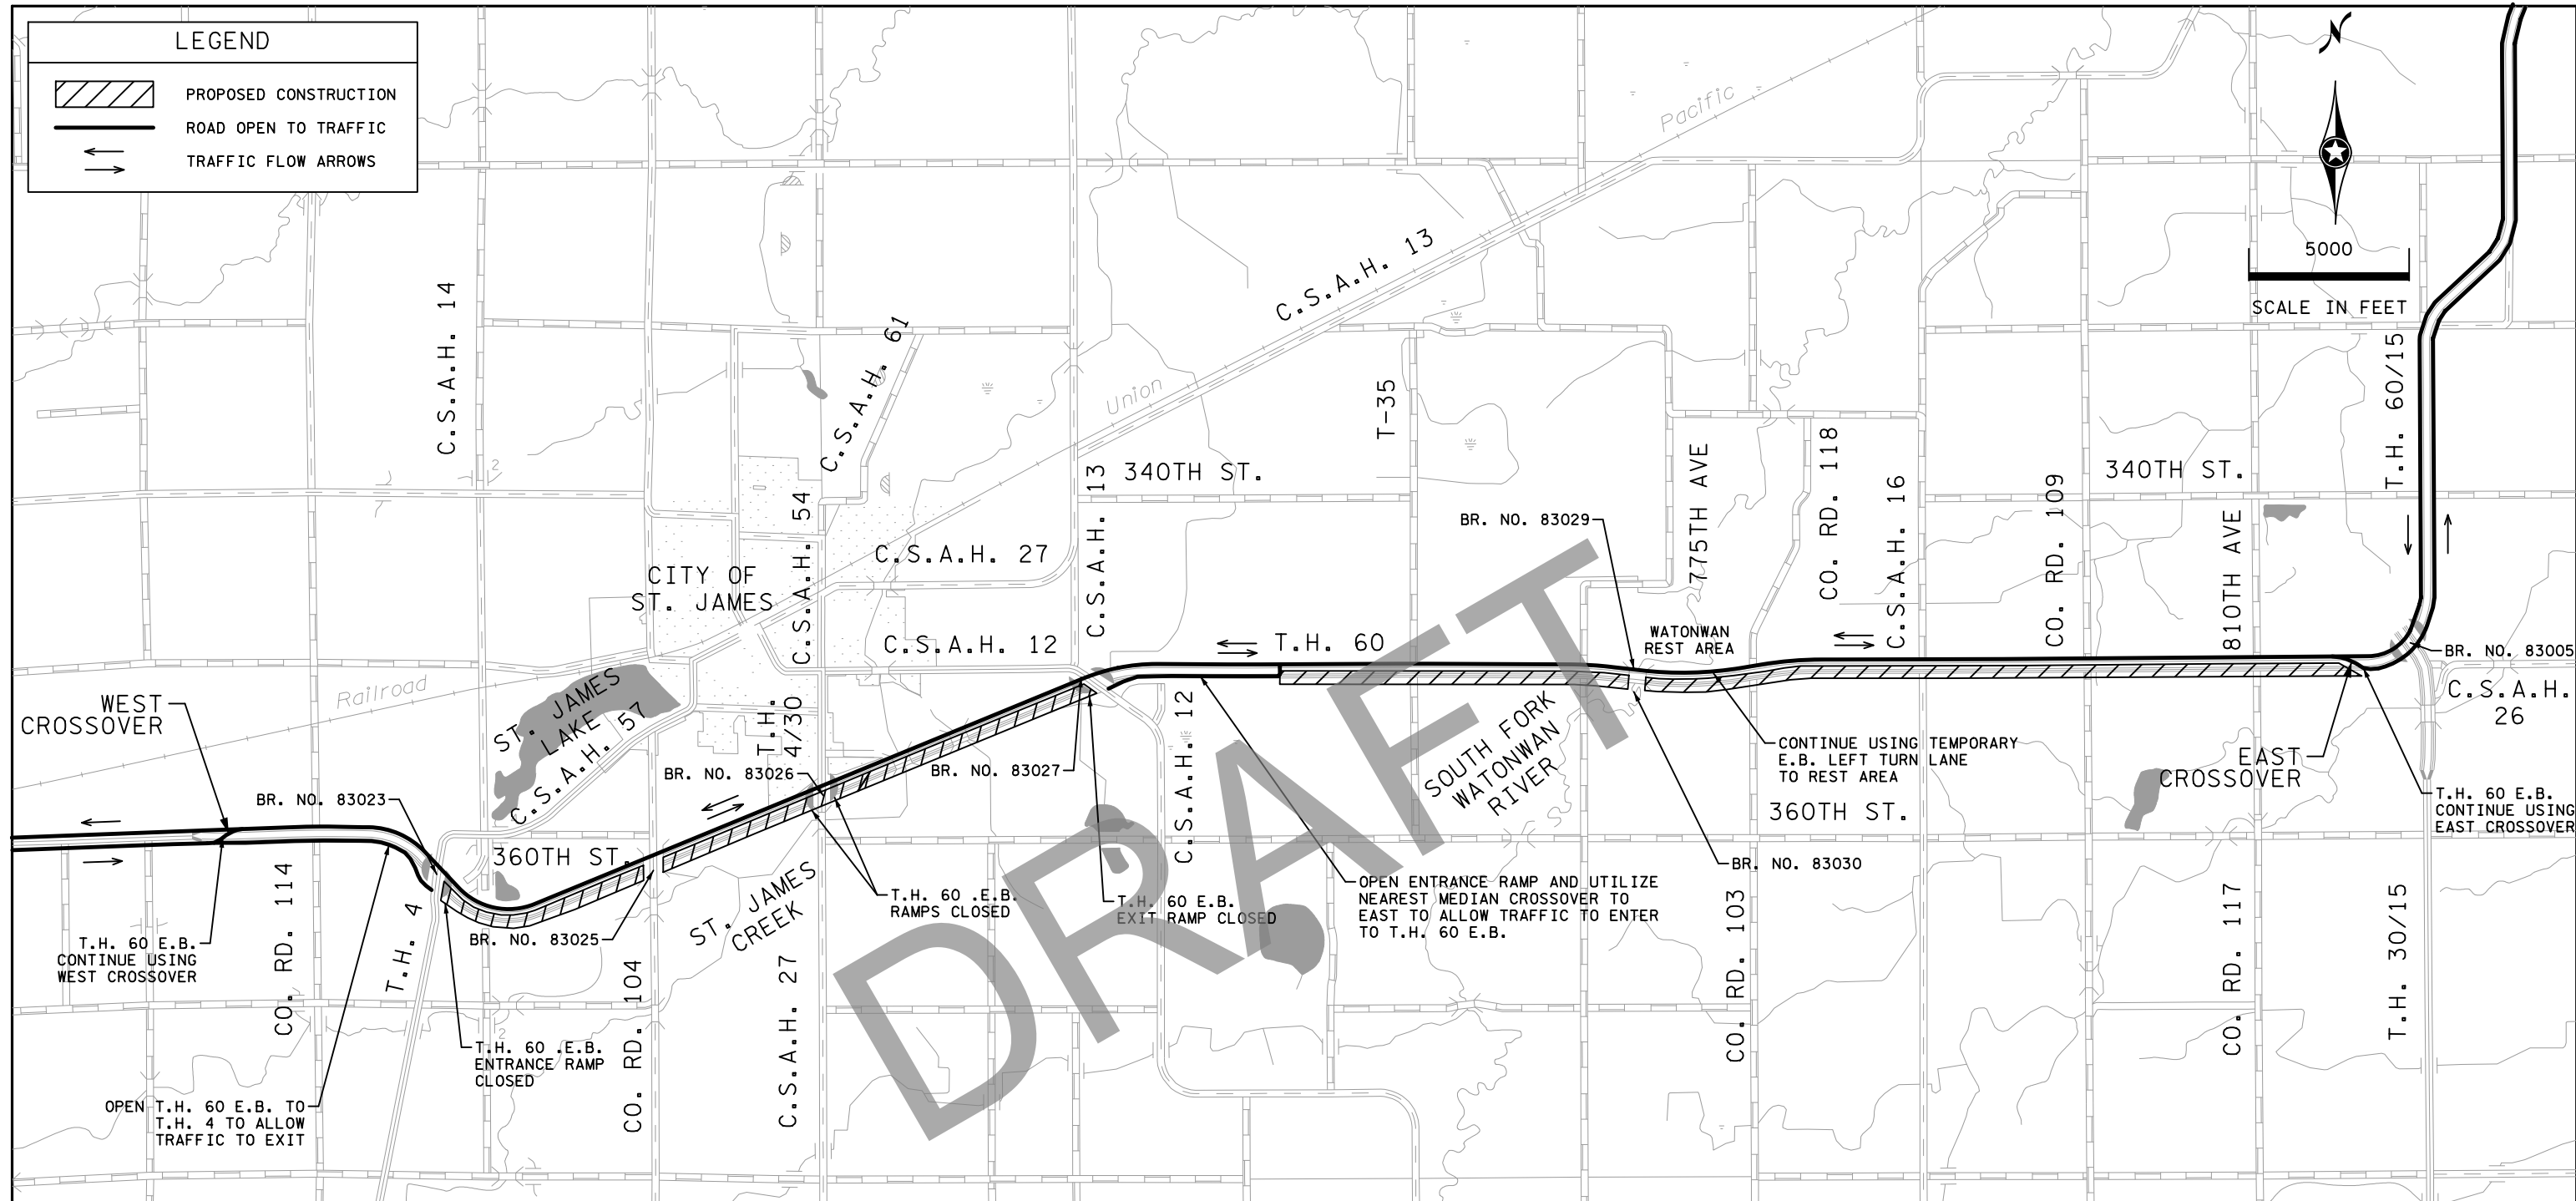 LEGEND
PROPOSED CONSTRUCTION
ROAD OPEN TO TRAFFIC
TRAFFIC FLOW ARROWS
N
5000
SCALE IN FEET
Pacific
Union
Railroad
C.S.A.H. 14
C.S.A.H. 61
C.S.A.H. 13
T-35
T.H. 60/15
2
340TH ST.
C.S.A.H. 13
775TH AVE
CO. RD. 118
C.S.A.H. 16
CO. RD. 109
340TH ST.
810TH AVE
C.S.A.H. 54
C.S.A.H. 27
BR. NO. 83029
CITY OF
ST. JAMES
C.S.A.H. 12
T.H. 60
WATONWAN
REST AREA
BR. NO. 83005
C.S.A.H.
26
WEST
CROSSOVER
ST. JAMES
LAKE
C.S.A.H. 57
T.H.
4/30
C.S.A.H. 12
SOUTH FORK
WATONWAN
RIVER
CONTINUE USING TEMPORARY
E.B. LEFT TURN LANE
TO REST AREA
EAST
CROSSOVER
BR. NO. 83023
BR. NO. 83026
BR. NO. 83027
360TH ST.
T.H. 60 E.B.
CONTINUE USING
EAST CROSSOVER
360TH ST.
BR. NO. 83030
CO. RD. 114
T.H. 4
BR. NO. 83025
ST. JAMES
CREEK
T.H. 60 .E.B.
RAMPS CLOSED
T.H. 60 E.B.
EXIT RAMP CLOSED
OPEN ENTRANCE RAMP AND UTILIZE
NEAREST MEDIAN CROSSOVER TO
EAST TO ALLOW TRAFFIC TO ENTER
TO T.H. 60 E.B.
T.H. 60 E.B.
CONTINUE USING
WEST CROSSOVER
CO. RD. 104
C.S.A.H. 27
CO. RD. 103
CO. RD. 117
T.H. 30/15
2
T.H. 60 .E.B.
ENTRANCE RAMP
CLOSED
OPEN T.H. 60 E.B. TO
T.H. 4 TO ALLOW
TRAFFIC TO EXIT
DRAFT